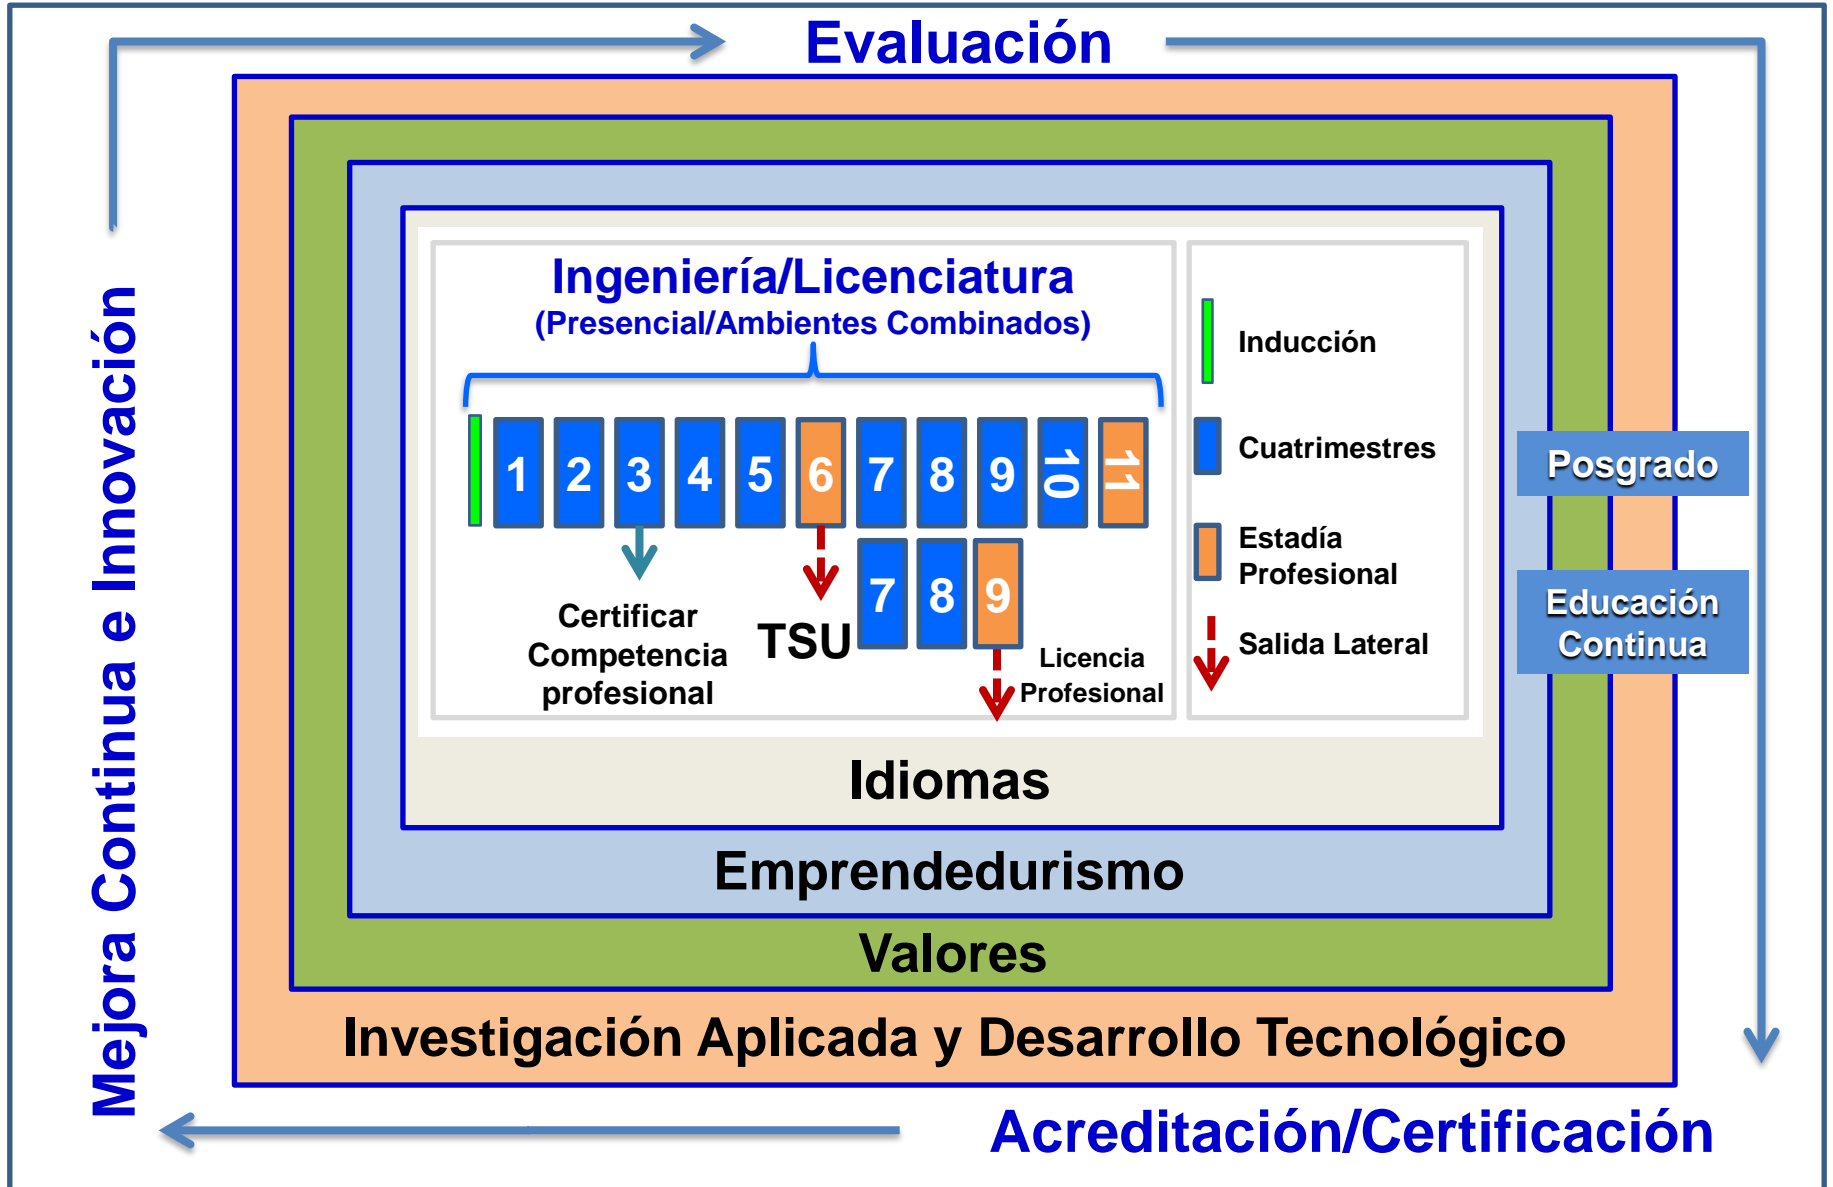 Evaluación
Mejora Continua e Innovación
Ingeniería/Licenciatura
(Presencial/Ambientes Combinados)
1 2 3 4 5 6 7 8 9 10 11
7 8 9
Certificar
Competencia
profesional
TSU
Licencia
Profesional
Inducción
Cuatrimestres
Estadía
Profesional
Salida Lateral
Posgrado
Educación
Continua
Idiomas
Emprendedurismo
Valores
Investigación Aplicada y Desarrollo Tecnológico
Acreditación/Certificación